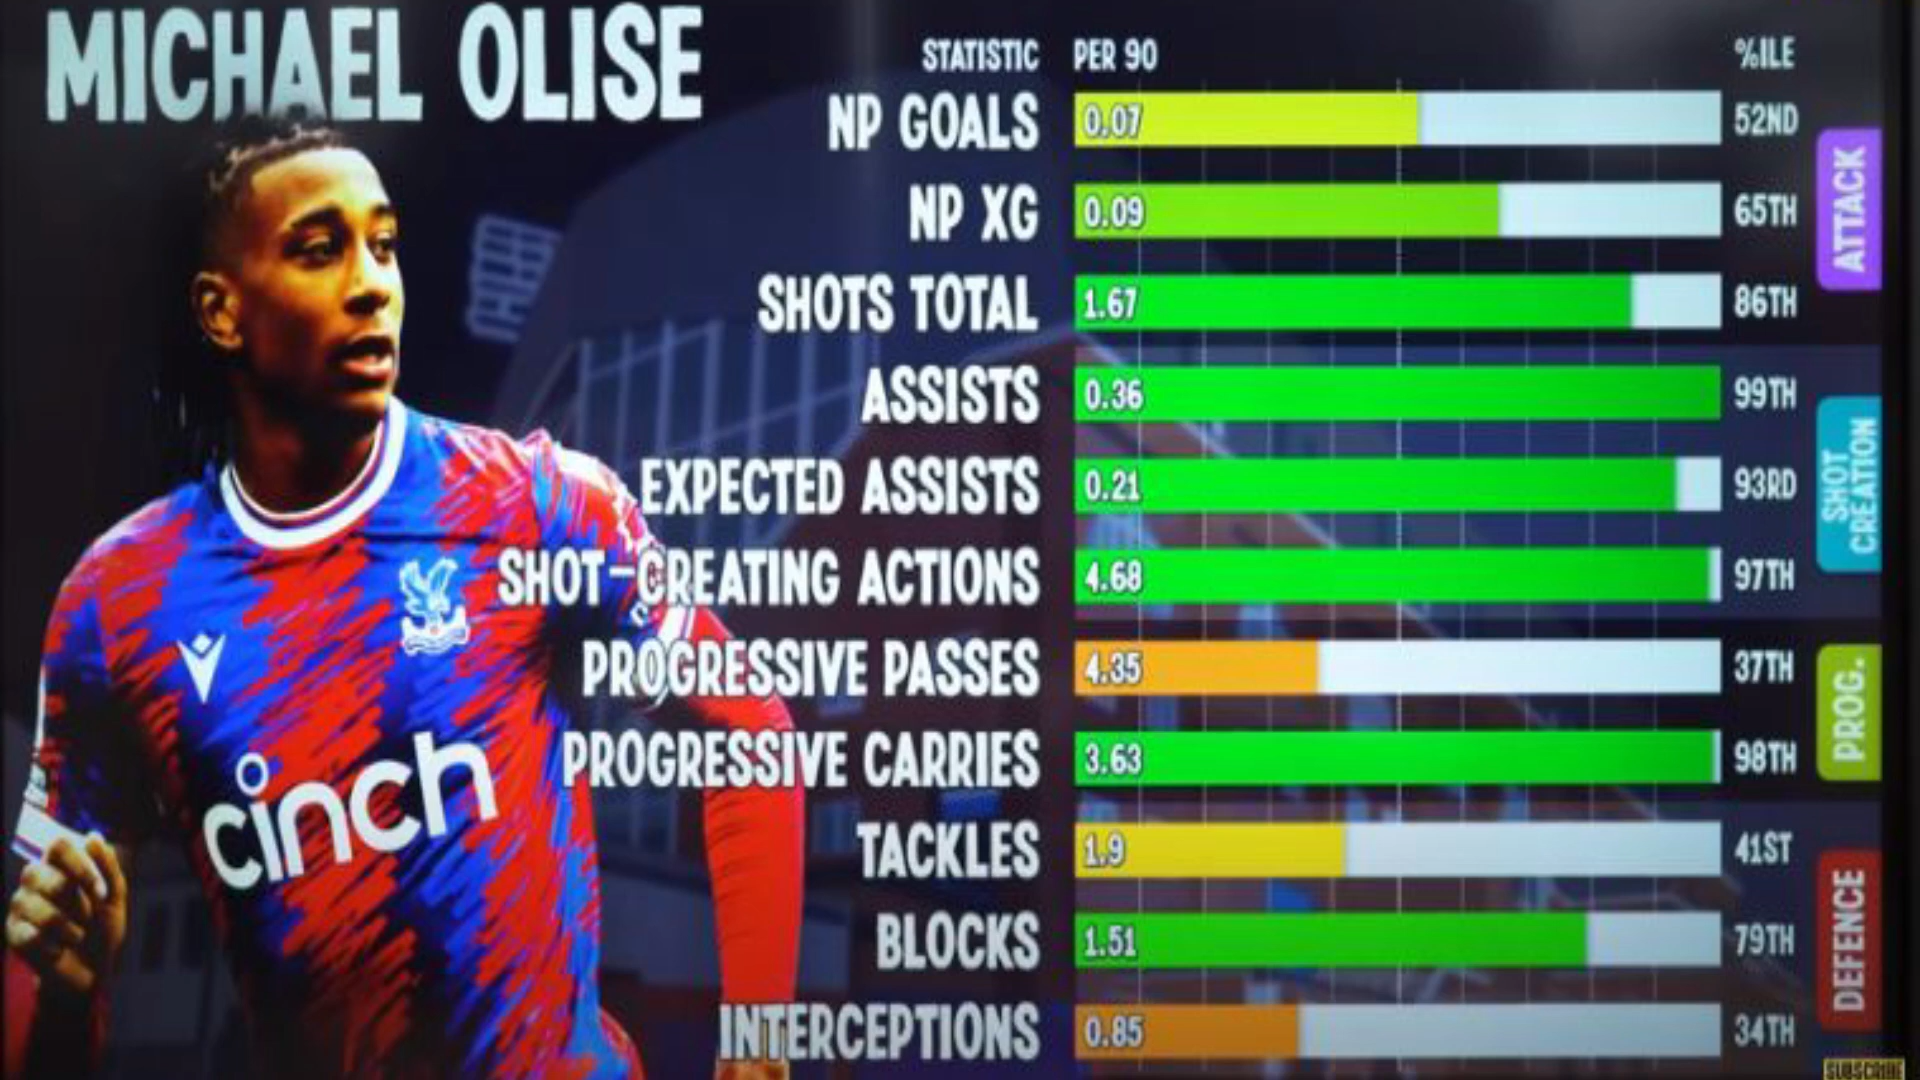 MICHAEL OLISE
STATISTIC PER 90 %ILE
NP GOALS 0.07 52ND
NP XG 0.09 65TH
SHOTS TOTAL 1.67 86TH
ATTACK
ASSISTS 0.36 99TH
EXPECTED ASSISTS 0.21 93RD
SHOT-CREATING ACTIONS 4.68 97TH
SHOT
CREATION
PROGRESSIVE PASSES 4.35 37TH
PROGRESSIVE CARRIES 3.63 98TH
PROG.
TACKLES 1.9 41ST
BLOCKS 1.51 79TH
INTERCEPTIONS 0.85 34TH
DEFENCE
cinch
SUBSCRIBE